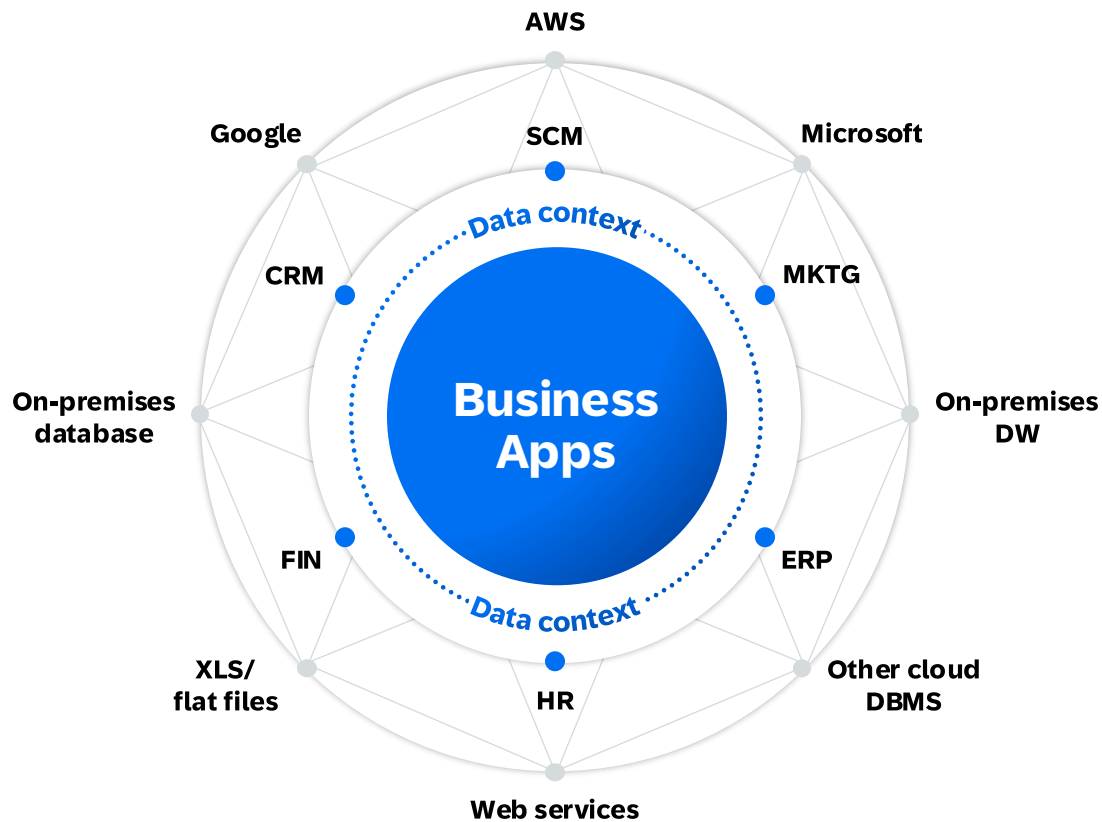 AWS
Google
SCM
Microsoft
Data context
CRM
MKTG
Business
Apps
On-premises
database
On-premises
DW
FIN
ERP
Data context
XLS/
flat files
HR
Other cloud
DBMS
Web services